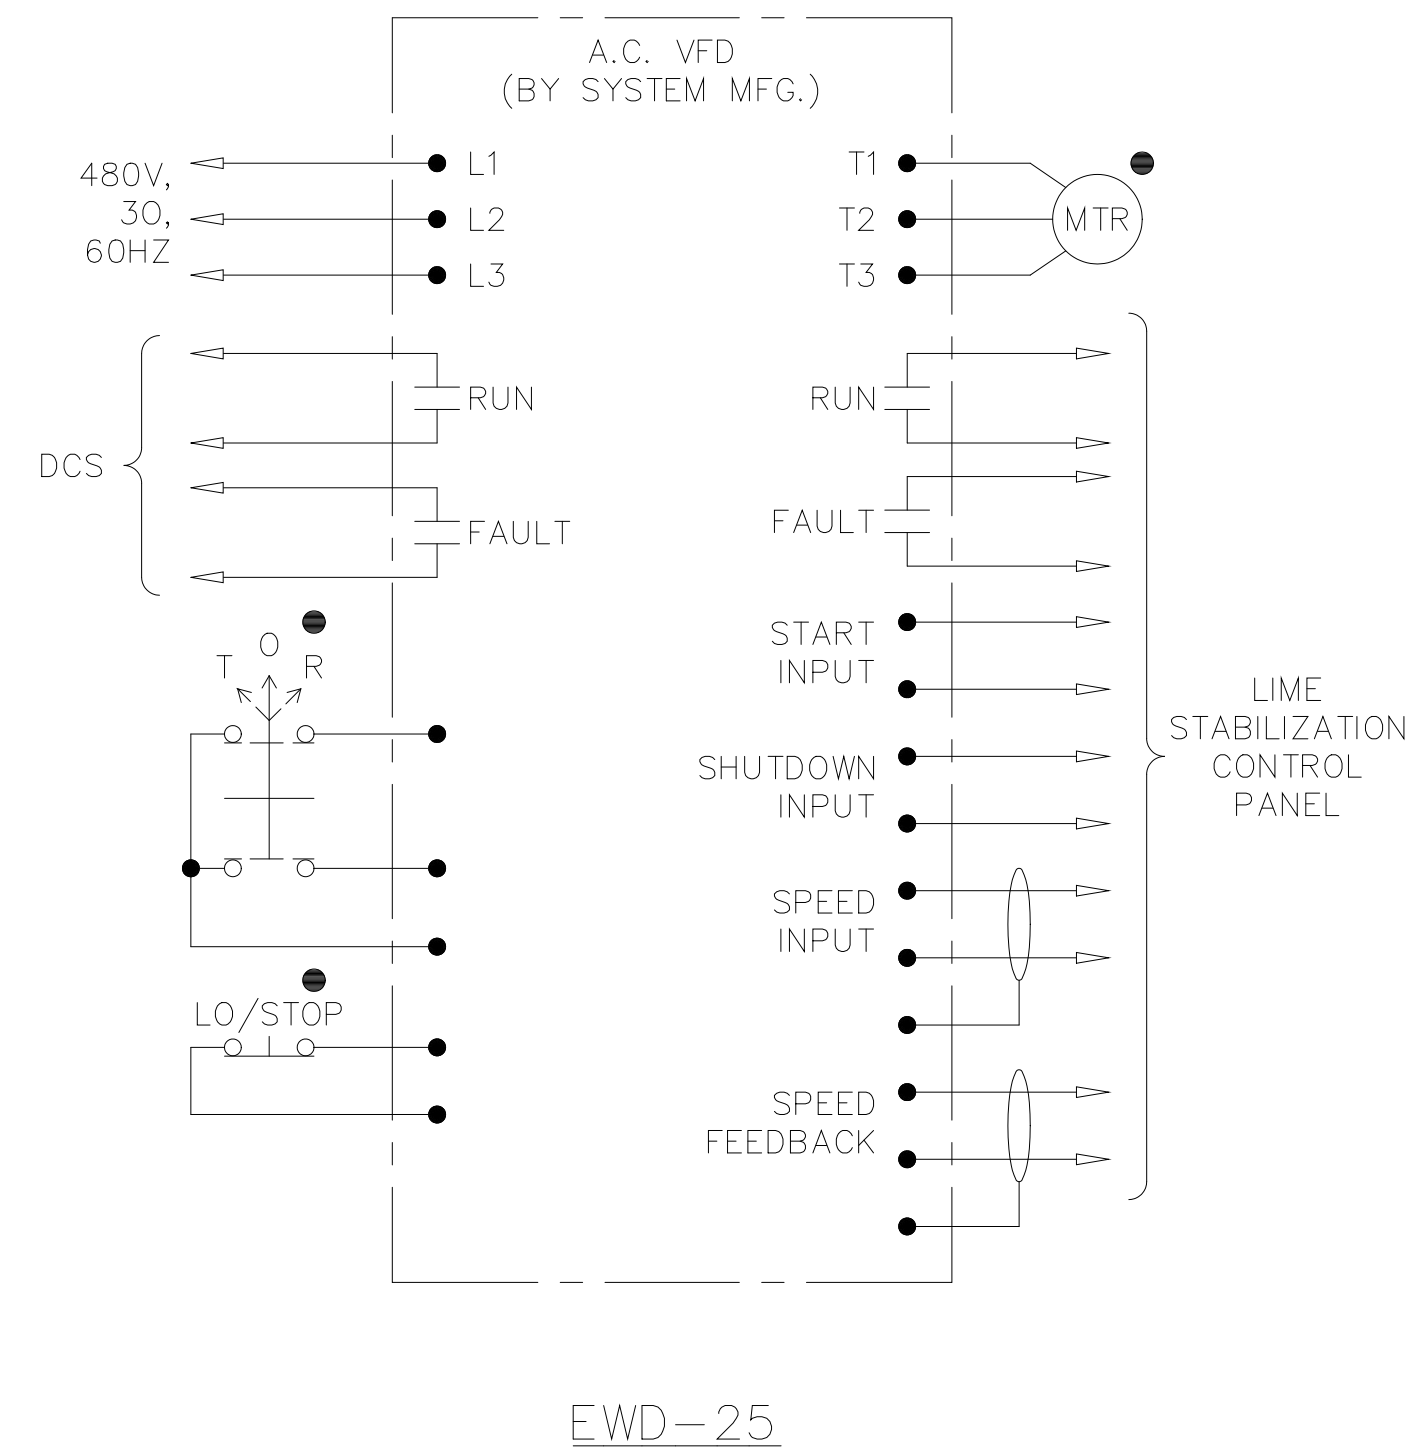 A.C. VFD
(BY SYSTEM MFG.)
480V,
3O,
60HZ
L1
L2
L3
T1
T2
T3
MTR
DCS
RUN
FAULT
RUN
FAULT
START
INPUT
SHUTDOWN
INPUT
SPEED
INPUT
SPEED
FEEDBACK
LIME
STABILIZATION
CONTROL
PANEL
T O R
LO/STOP
EWD-25